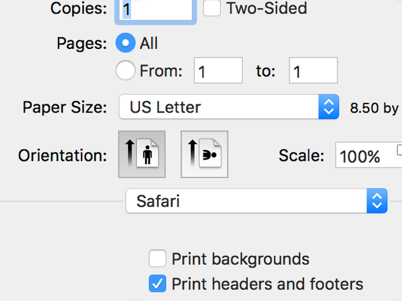 Copies: 1 Two-Sided
Pages: All
From: 1 to: 1
Paper Size: US Letter 8.50 by
Orientation: Scale: 100%
Safari
Print backgrounds
Print headers and footers